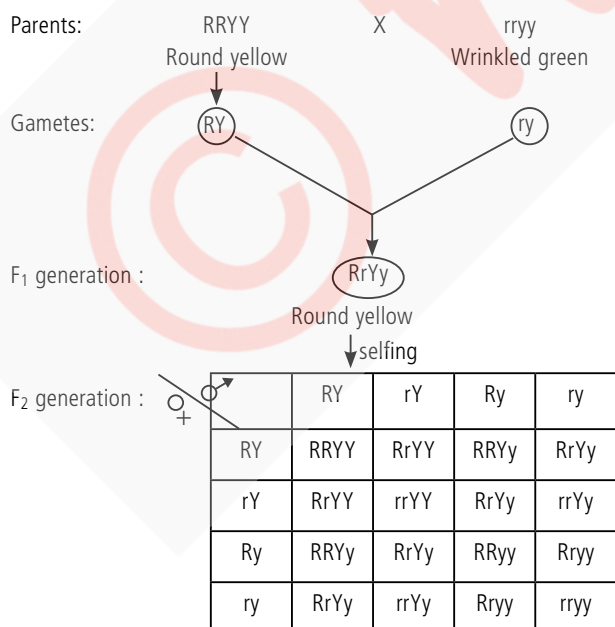 Parents: RRYY X rryy
Round yellow Wrinkled green
Gametes: RY ry
F₁ generation : RrYy
Round yellow
selfing
F₂ generation :
RY rY Ry ry
RY RRYY RrYY RRYy RrYy
rY RrYY rrYY RrYy rrYy
Ry RRYy RrYy RRyy Rryy
ry RrYy rrYy Rryy rryy